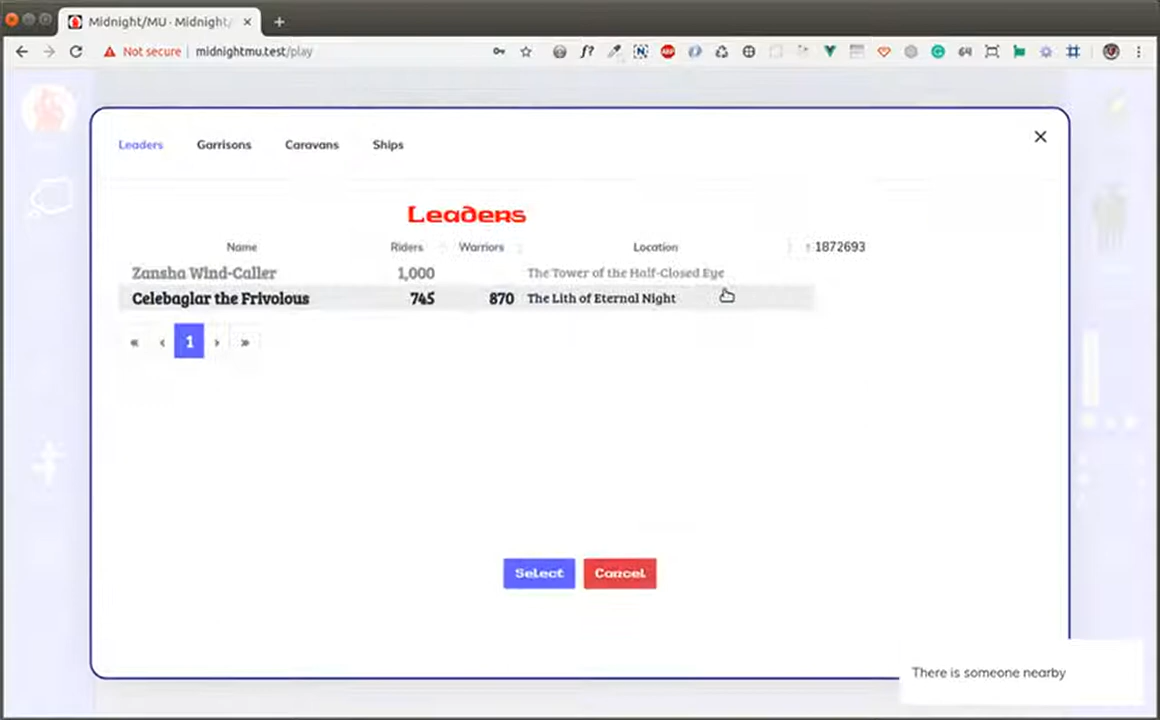 Midnight/MU · Midnight/
Not secure midnightmu.test/play
Leaders Garrisons Caravans Ships
Leaders
Name Riders Warriors Location 1872693
Zansha Wind-Caller 1,000 The Tower of the Half-Closed Eye
Celebaglar the Frivolous 745 870 The Lith of Eternal Night
« ‹ 1 › »
Select Cancel
There is someone nearby